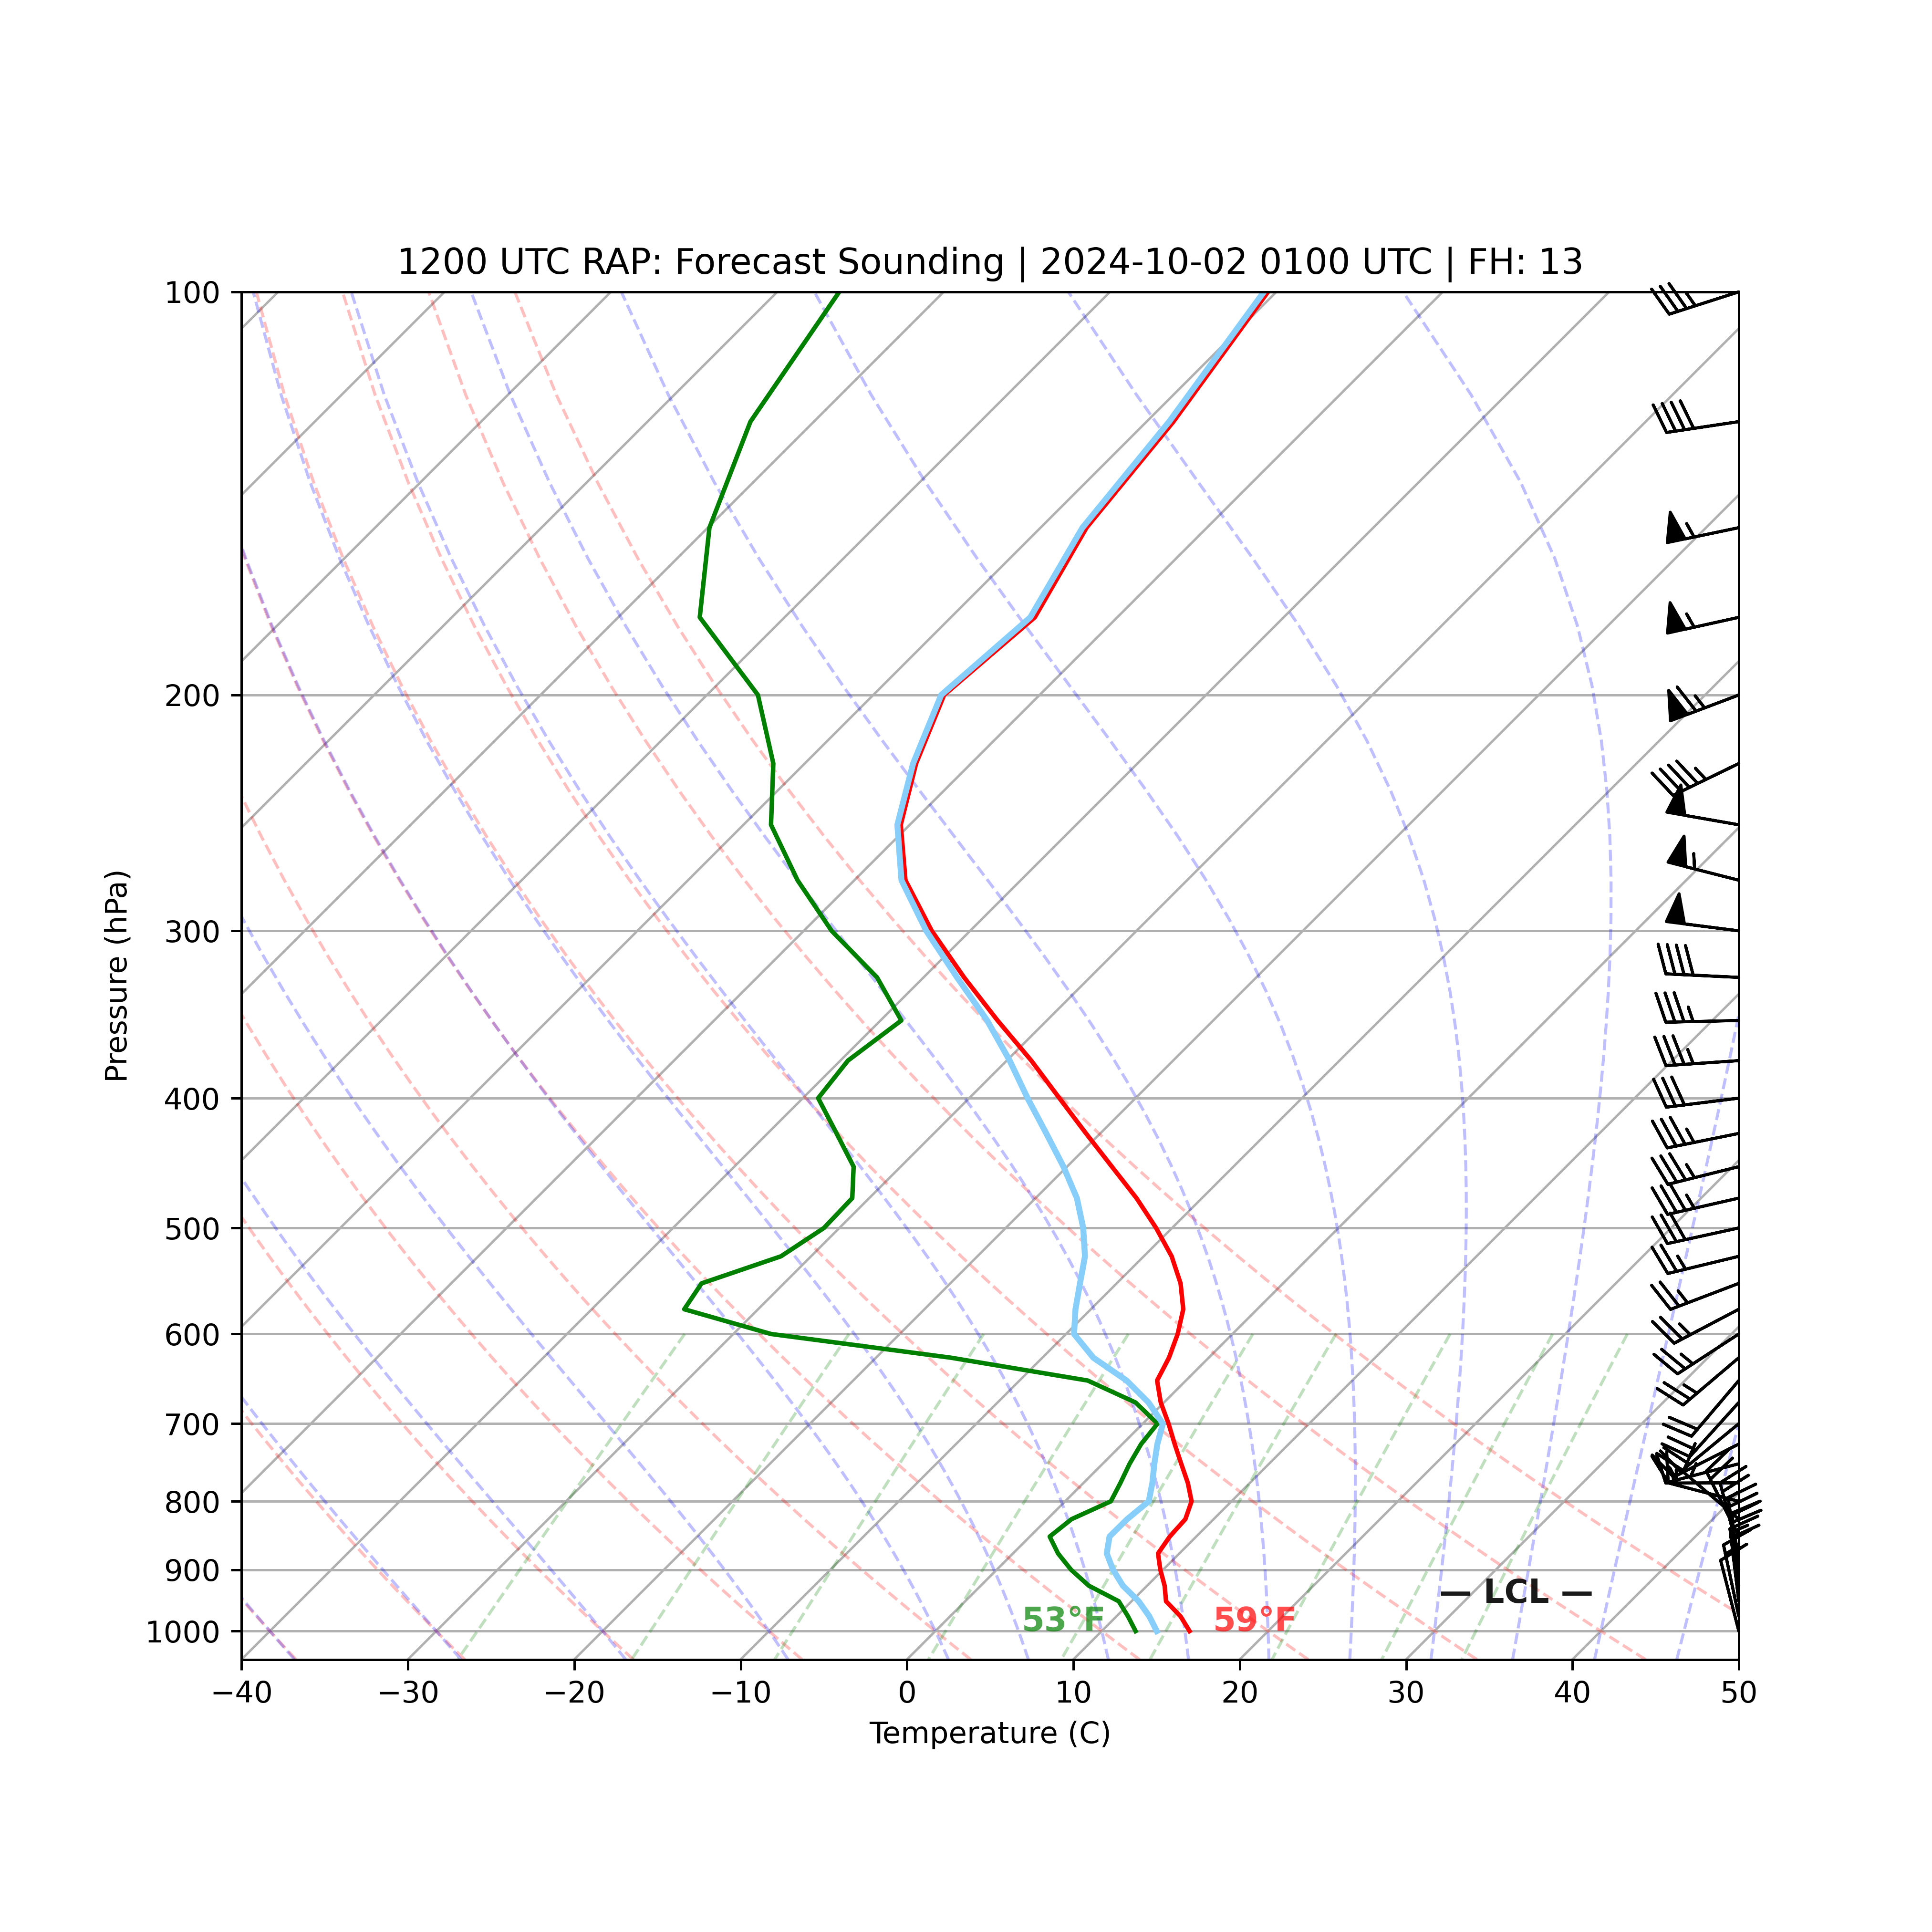 1200 UTC RAP: Forecast Sounding | 2024-10-02 0100 UTC | FH: 13
100
200
300
400
500
600
700
800
900
1000
Pressure (hPa)
— LCL —
53°F
59°F
−40 −30 −20 −10 0 10 20 30 40 50
Temperature (C)